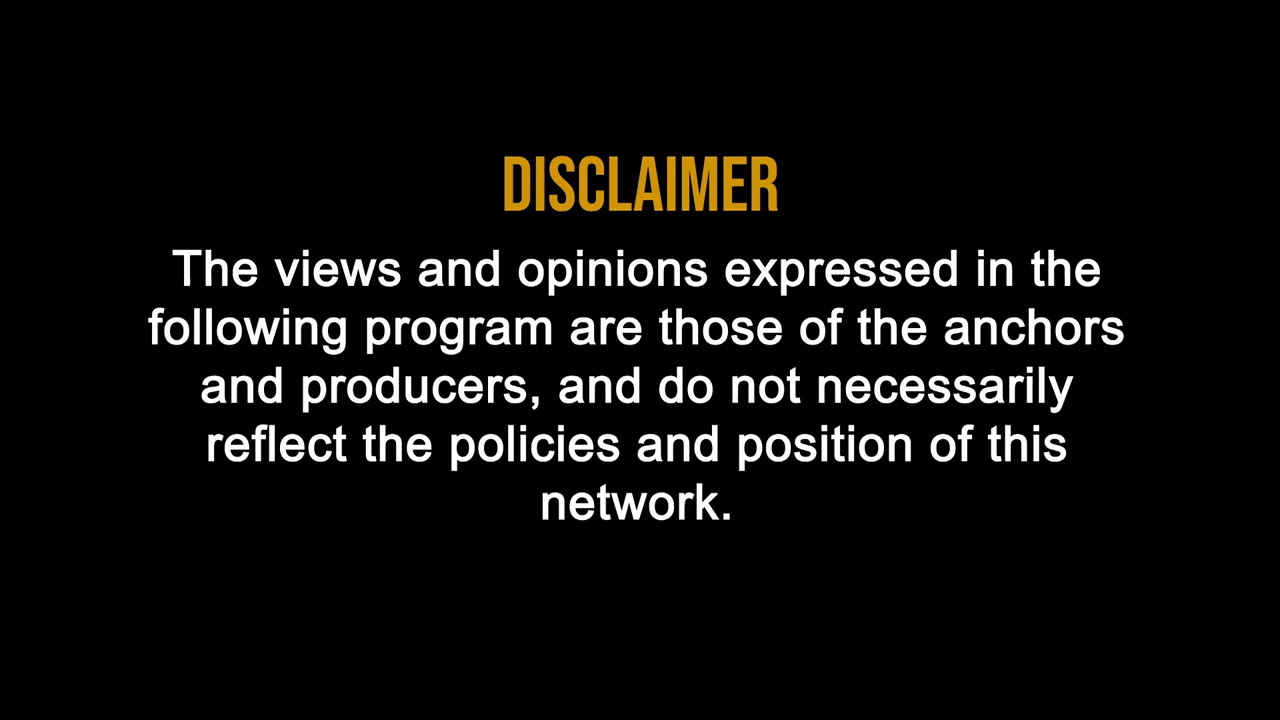 DISCLAIMER
The views and opinions expressed in the
following program are those of the anchors
and producers, and do not necessarily
reflect the policies and position of this
network.